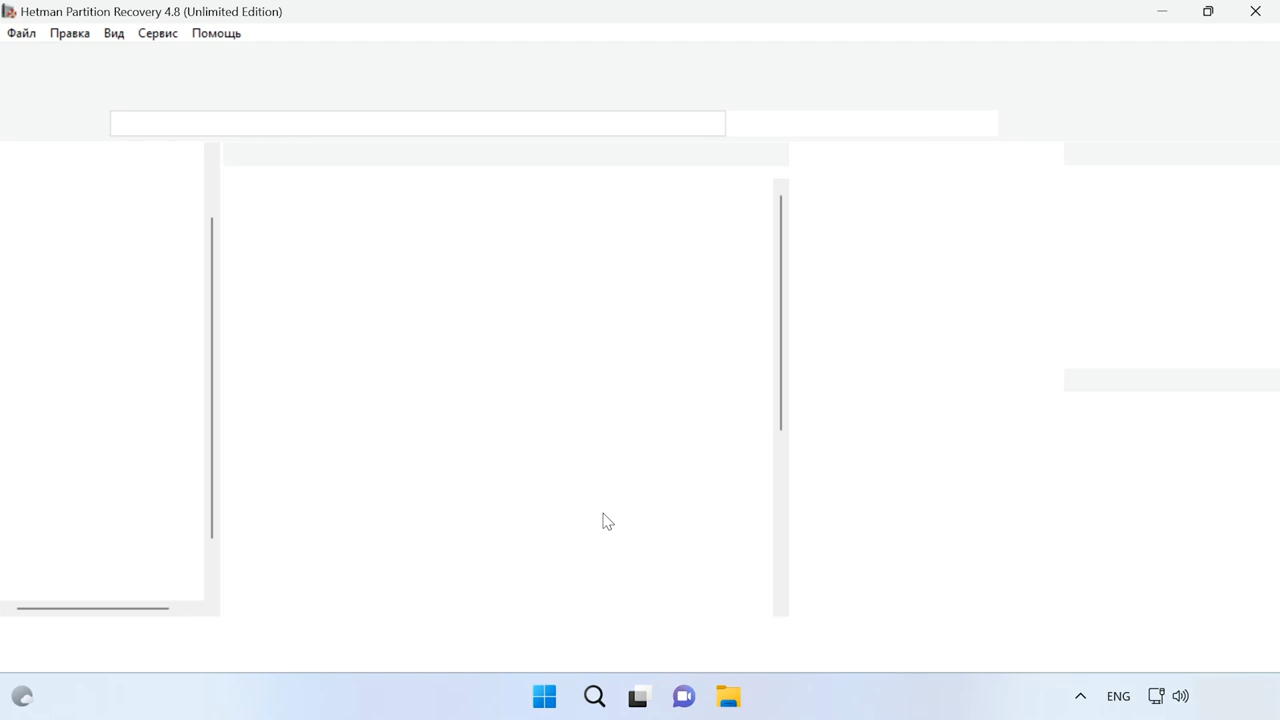 Hetman Partition Recovery 4.8 (Unlimited Edition)
Файл Правка Вид Сервис Помощь
ENG